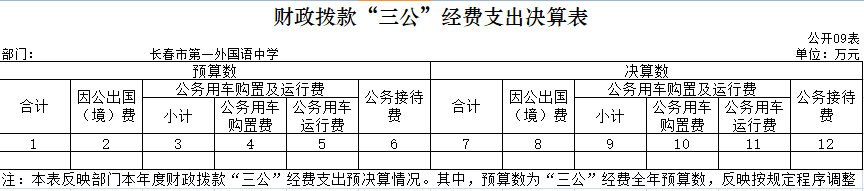 财政拨款“三公”经费支出决算表
公开09表
部门： 长春市第一外国语中学 单位：万元
预算数 决算数
合计 因公出国（境）费 公务用车购置及运行费 公务接待费 合计 因公出国（境）费 公务用车购置及运行费 公务接待费
小计 公务用车购置费 公务用车运行费 小计 公务用车购置费 公务用车运行费
1 2 3 4 5 6 7 8 9 10 11 12
注：本表反映部门本年度财政拨款“三公”经费支出预决算情况。其中，预算数为“三公”经费全年预算数，反映按规定程序调整